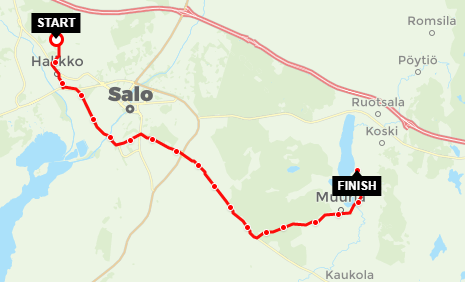 START
Romsila
Halikko
Pöytiö
Salo
Ruotsala
Koski
FINISH
Muurla
Kaukola